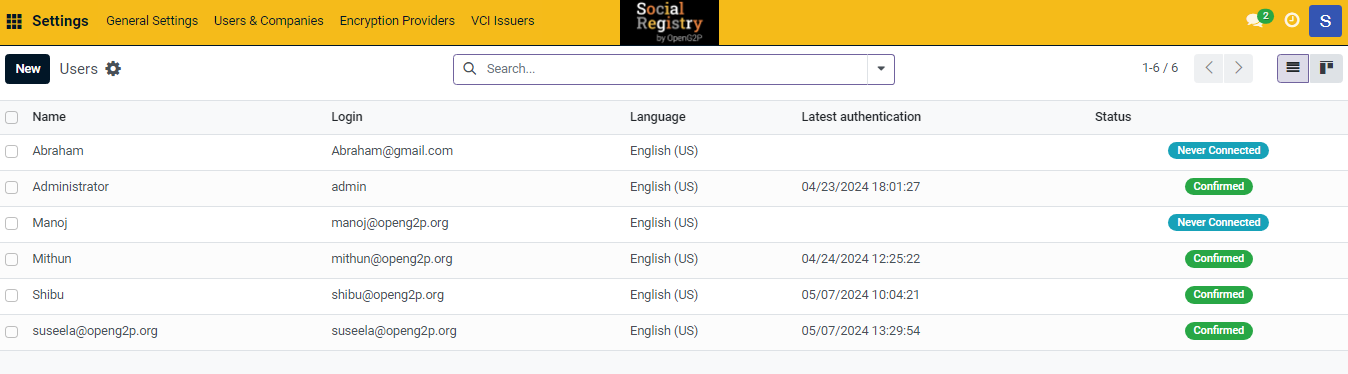 Settings General Settings Users & Companies Encryption Providers VCI Issuers Social Registry by OpenG2P 2 S
New Users Search... 1-6 / 6
Name Login Language Latest authentication Status
Abraham Abraham@gmail.com English (US) Never Connected
Administrator admin English (US) 04/23/2024 18:01:27 Confirmed
Manoj manoj@openg2p.org English (US) Never Connected
Mithun mithun@openg2p.org English (US) 04/24/2024 12:25:22 Confirmed
Shibu shibu@openg2p.org English (US) 05/07/2024 10:04:21 Confirmed
suseela@openg2p.org suseela@openg2p.org English (US) 05/07/2024 13:29:54 Confirmed